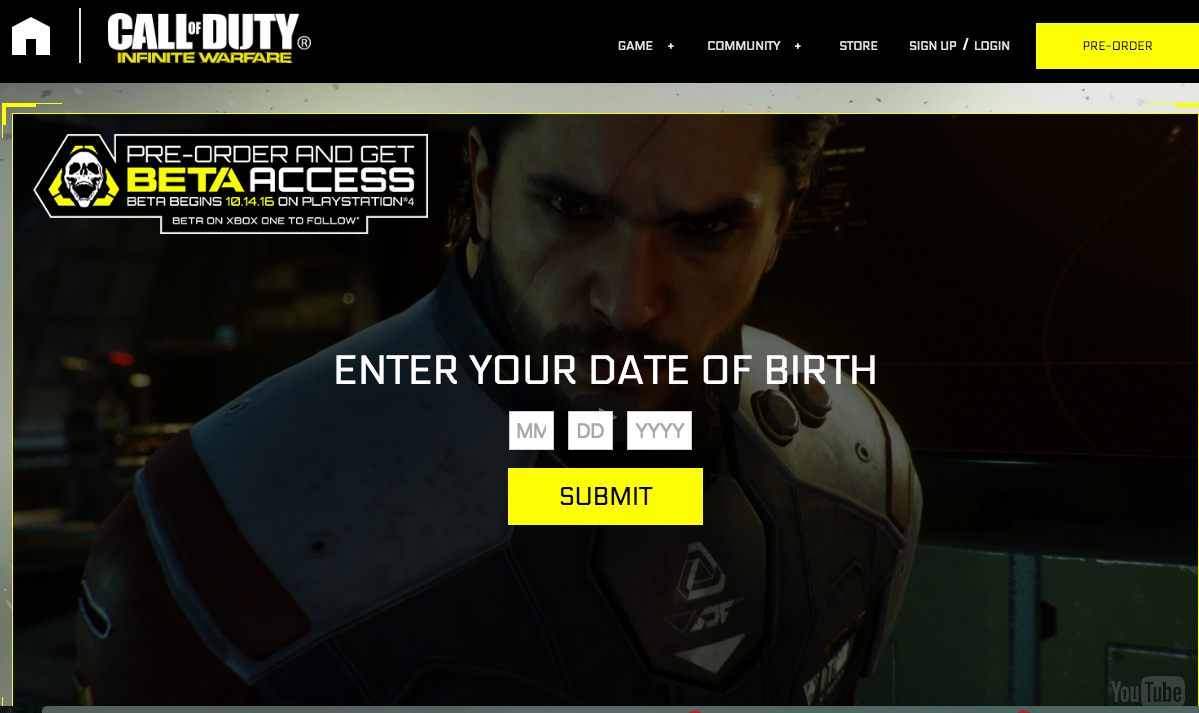 CALL OF DUTY®
INFINITE WARFARE
GAME +
COMMUNITY +
STORE
SIGN UP / LOGIN
PRE-ORDER
PRE-ORDER AND GET
BETA ACCESS
BETA BEGINS 10.14.16 ON PLAYSTATION®4
BETA ON XBOX ONE TO FOLLOW*
ENTER YOUR DATE OF BIRTH
MM DD YYYY
SUBMIT
YouTube